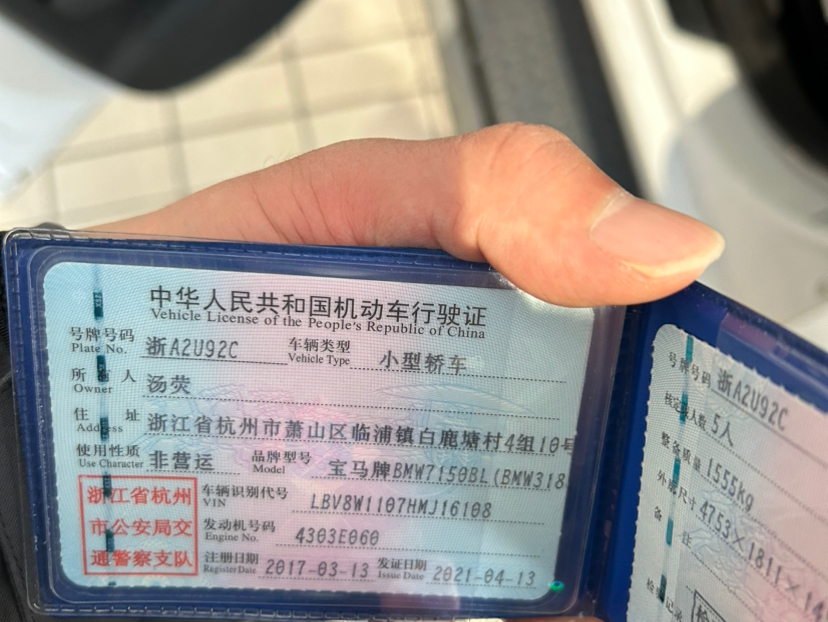 中华人民共和国机动车行驶证
Vehicle License of the People's Republic of China
号牌号码 浙A2U92C 车辆类型 小型轿车
Plate No. Vehicle Type
所有人 汤荧
Owner
住址 浙江省杭州市萧山区临浦镇白鹿塘村4组10号
Address
使用性质 非营运 品牌型号 宝马牌BMW7150BL(BMW318
Use Character Model
浙江省杭州
市公安局交
通警察支队
车辆识别代号 LBV8W1107HMJ16108
VIN
发动机号码 4303E060
Engine No.
注册日期 2017-03-13 发证日期 2021-04-13
Register Date Issue Date
号牌号码 浙A2U92C
核定载人数 5人
整备质量 1555kg
外廓尺寸 4753×1811×14
备注
检验记录